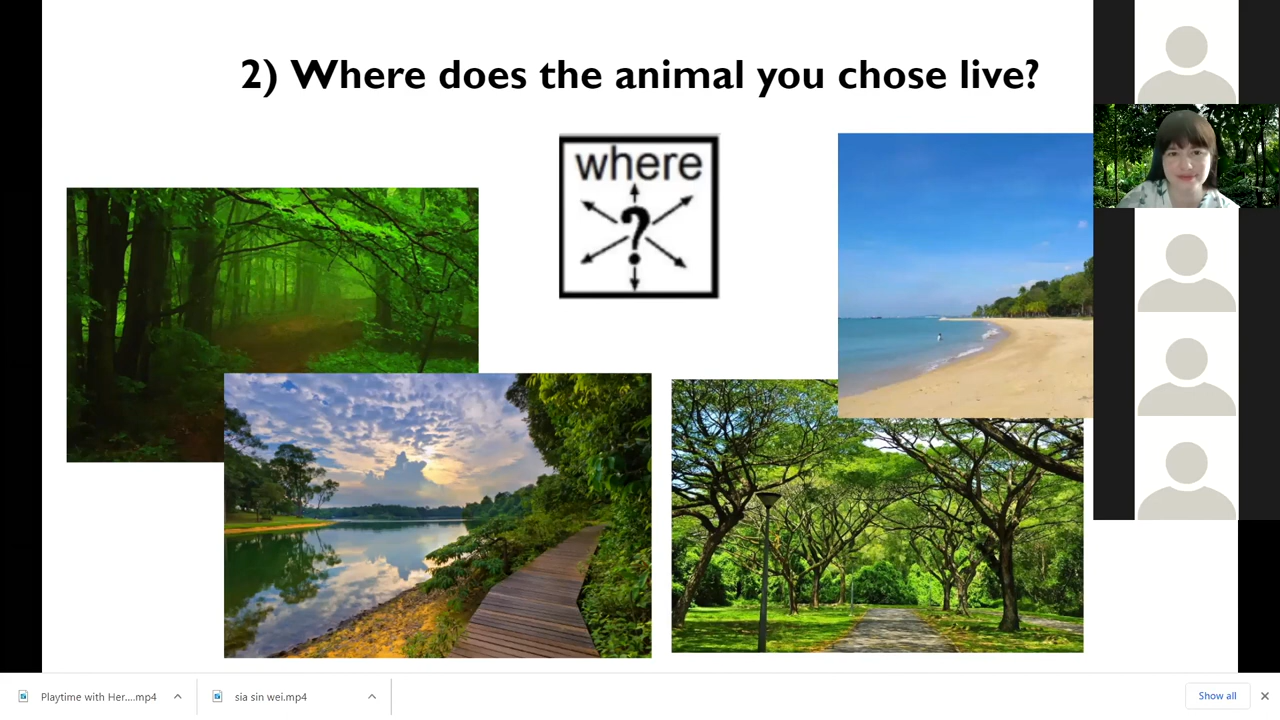 2) Where does the animal you chose live?
where
?
Playtime with Her....mp4
sia sin wei.mp4
Show all